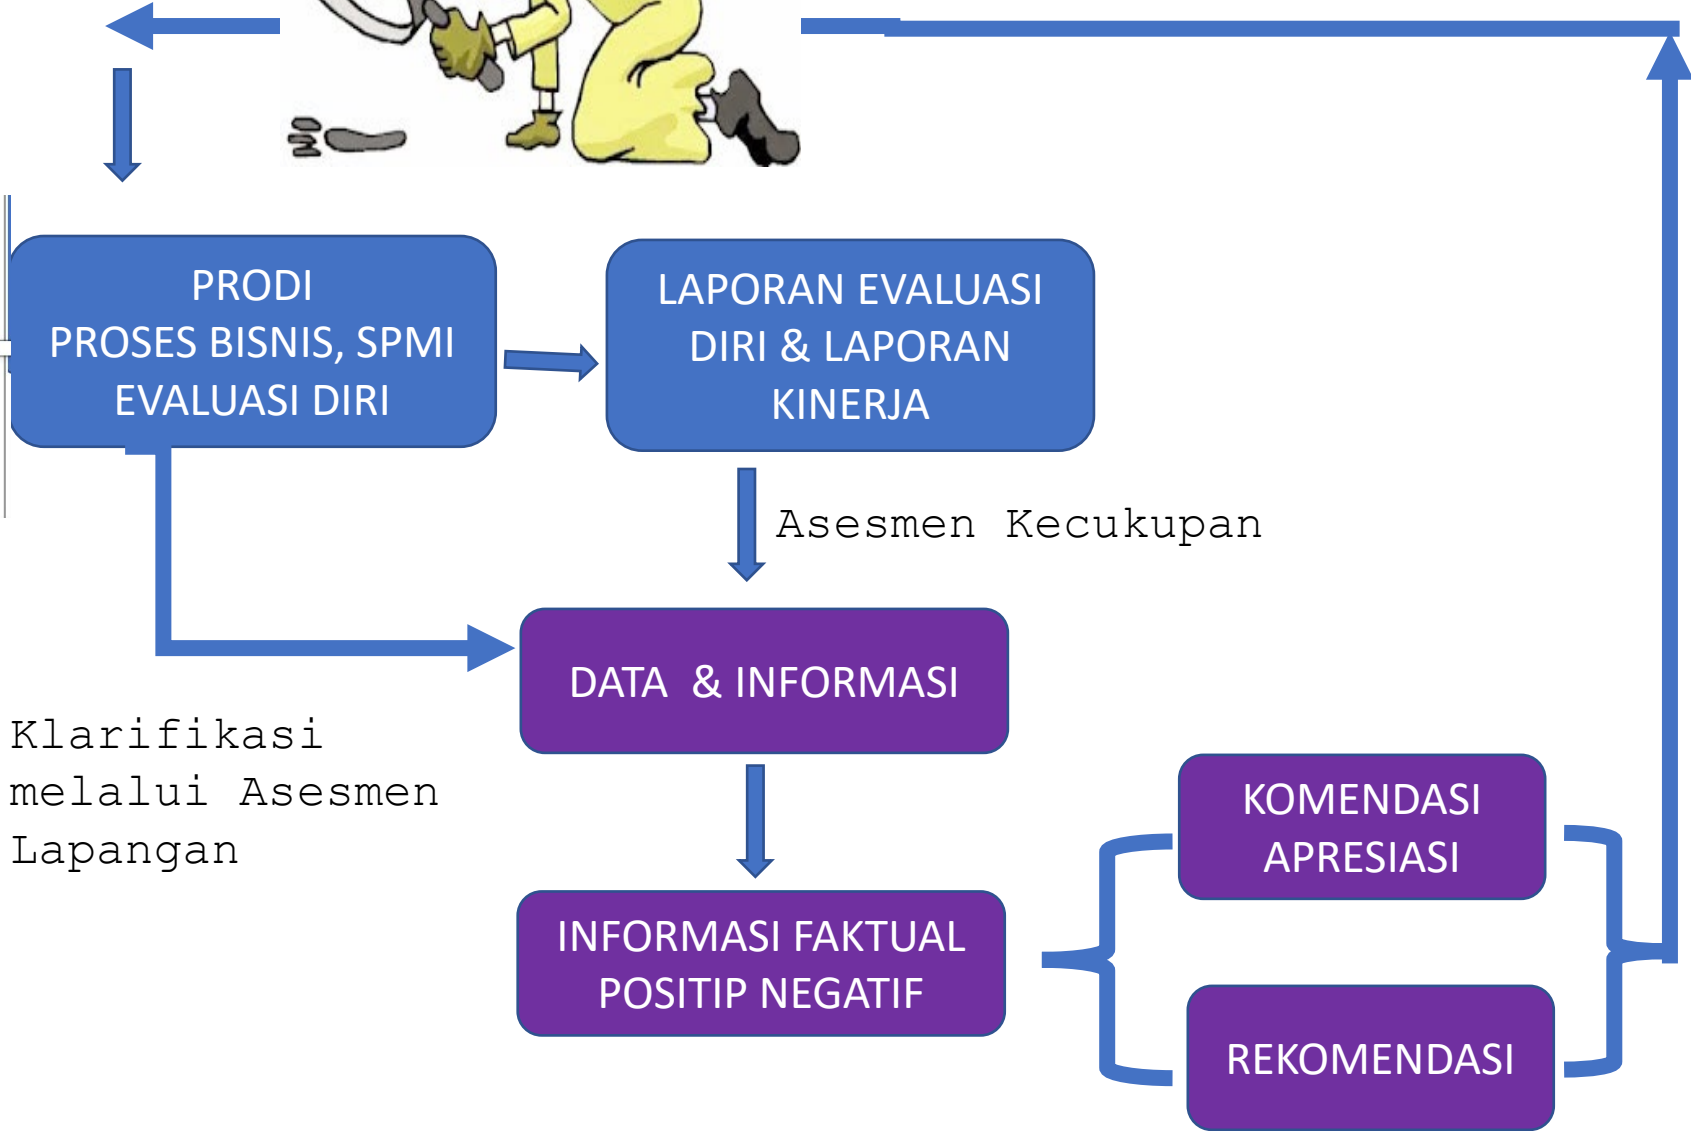 PRODI
PROSES BISNIS, SPMI
EVALUASI DIRI
LAPORAN EVALUASI
DIRI & LAPORAN
KINERJA
Asesmen Kecukupan
DATA & INFORMASI
Klarifikasi
melalui Asesmen
Lapangan
INFORMASI FAKTUAL
POSITIP NEGATIF
KOMENDASI
APRESIASI
REKOMENDASI